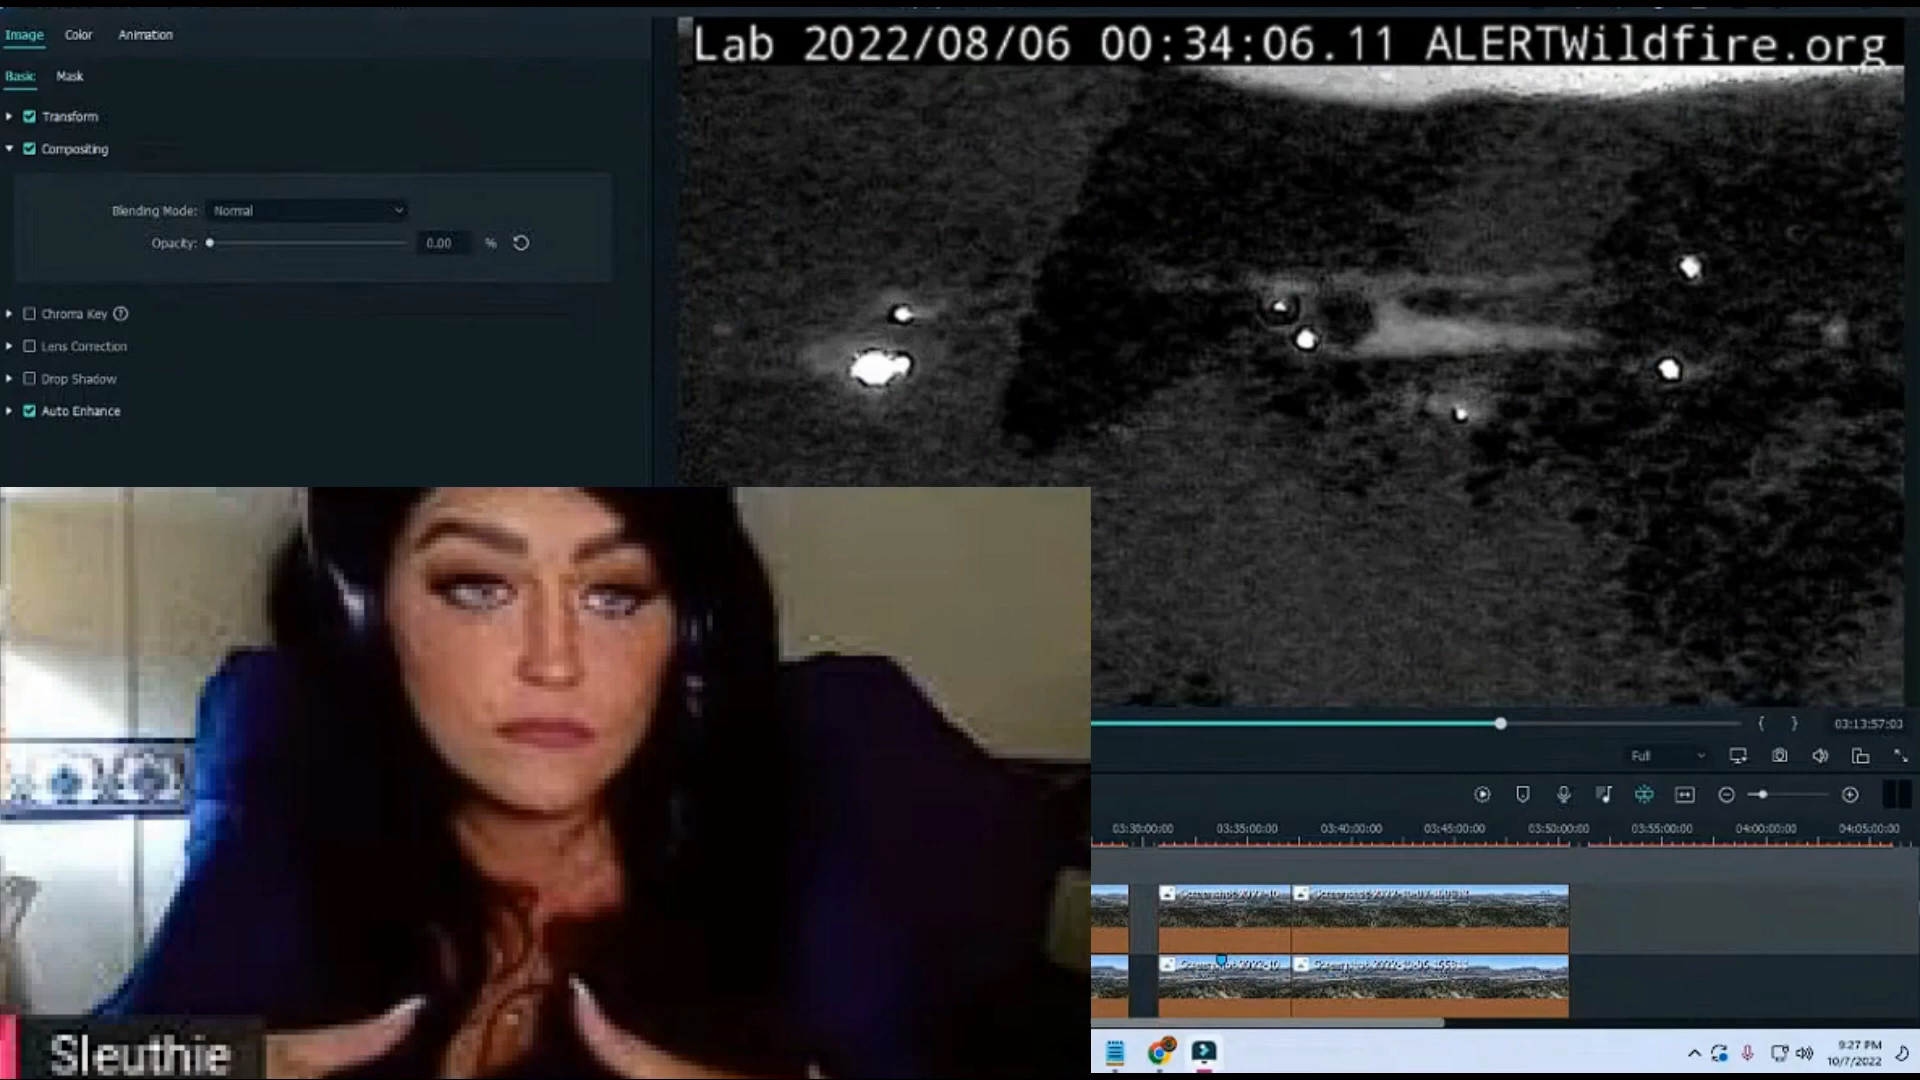 Image Color Animation
Lab 2022/08/06 00:34:06.11 ALERTWildfire.org
Basic Mask
Transform
Compositing
Blending Mode: Normal
Opacity: 0.00 %
Chroma Key ?
Lens Correction
Drop Shadow
Auto Enhance
{ } 03:13:57:03
Full
03:30:00:00 03:35:00:00 03:40:00:00 03:45:00:00 03:50:00:00 03:55:00:00 04:00:00:00 04:05:00:00
Sleuthie
9:27 PM
10/7/2022